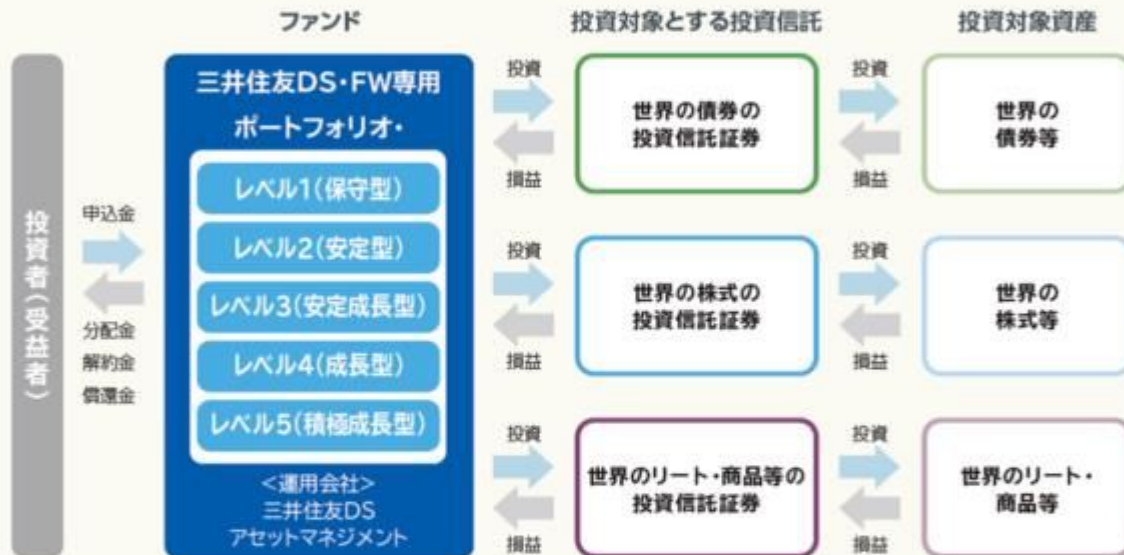 ファンド
投資対象とする投資信託
投資対象資産
投資者(受益者)
申込金
分配金
解約金
償還金
三井住友DS・FW専用
ポートフォリオ・
レベル1(保守型)
レベル2(安定型)
レベル3(安定成長型)
レベル4(成長型)
レベル5(積極成長型)
<運用会社>
三井住友DS
アセットマネジメント
投資
損益
世界の債券の
投資信託証券
投資
損益
世界の
債券等
投資
損益
世界の株式の
投資信託証券
投資
損益
世界の
株式等
投資
損益
世界のリート・商品等の
投資信託証券
投資
損益
世界のリート・
商品等